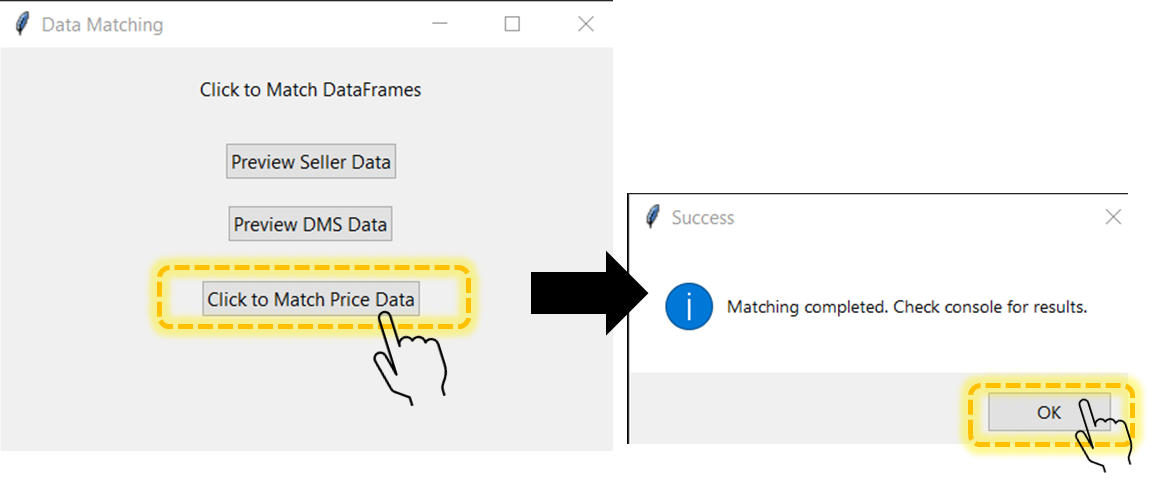 Data Matching
Click to Match DataFrames
Preview Seller Data
Preview DMS Data
Click to Match Price Data
Success
Matching completed. Check console for results.
OK